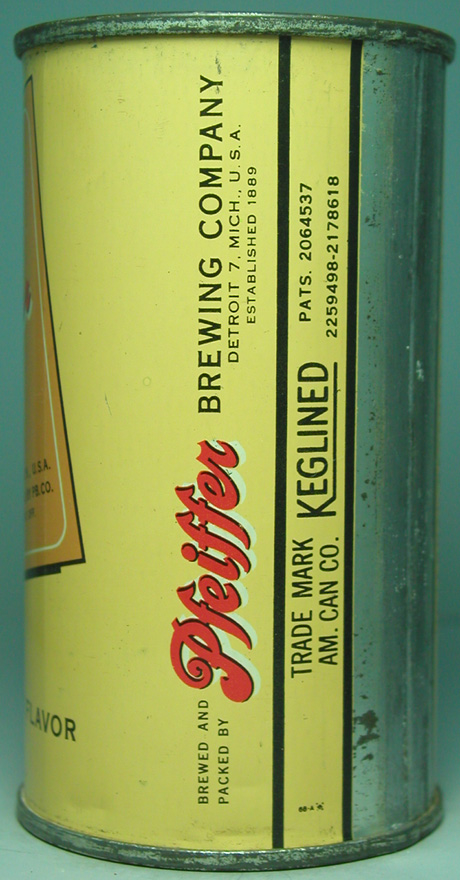 BREWED AND
PACKED BY
Pfeiffer
BREWING COMPANY
DETROIT 7, MICH., U.S.A.
ESTABLISHED 1889
TRADE MARK
AM. CAN CO.
KEGLINED
PATS. 2064537
2259498-2178618
U.S.A.
P.B.CO.
FLAVOR